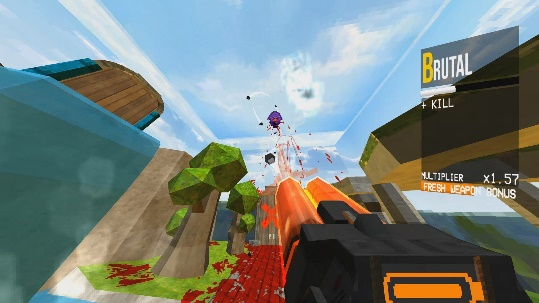 BRUTAL
+ KILL
MULTIPLIER x1.57
FRESH WEAPON BONUS